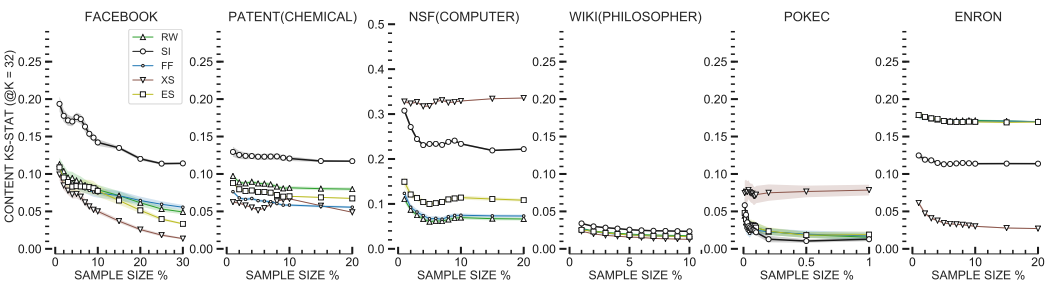 FACEBOOK
CONTENT KS-STAT (@K = 32)
0.25
0.20
0.15
0.10
0.05
0.00
0 10 20 30
SAMPLE SIZE %
RW
SI
FF
XS
ES
PATENT(CHEMICAL)
0.25
0.20
0.15
0.10
0.05
0.00
0 10 20
SAMPLE SIZE %
NSF(COMPUTER)
0.5
0.4
0.3
0.2
0.1
0.0
0 10 20
SAMPLE SIZE %
WIKI(PHILOSOPHER)
0.25
0.20
0.15
0.10
0.05
0.00
0 5 10
SAMPLE SIZE %
POKEC
0.25
0.20
0.15
0.10
0.05
0.00
0 0.5 1
SAMPLE SIZE %
ENRON
0.25
0.20
0.15
0.10
0.05
0.00
0 10 20
SAMPLE SIZE %